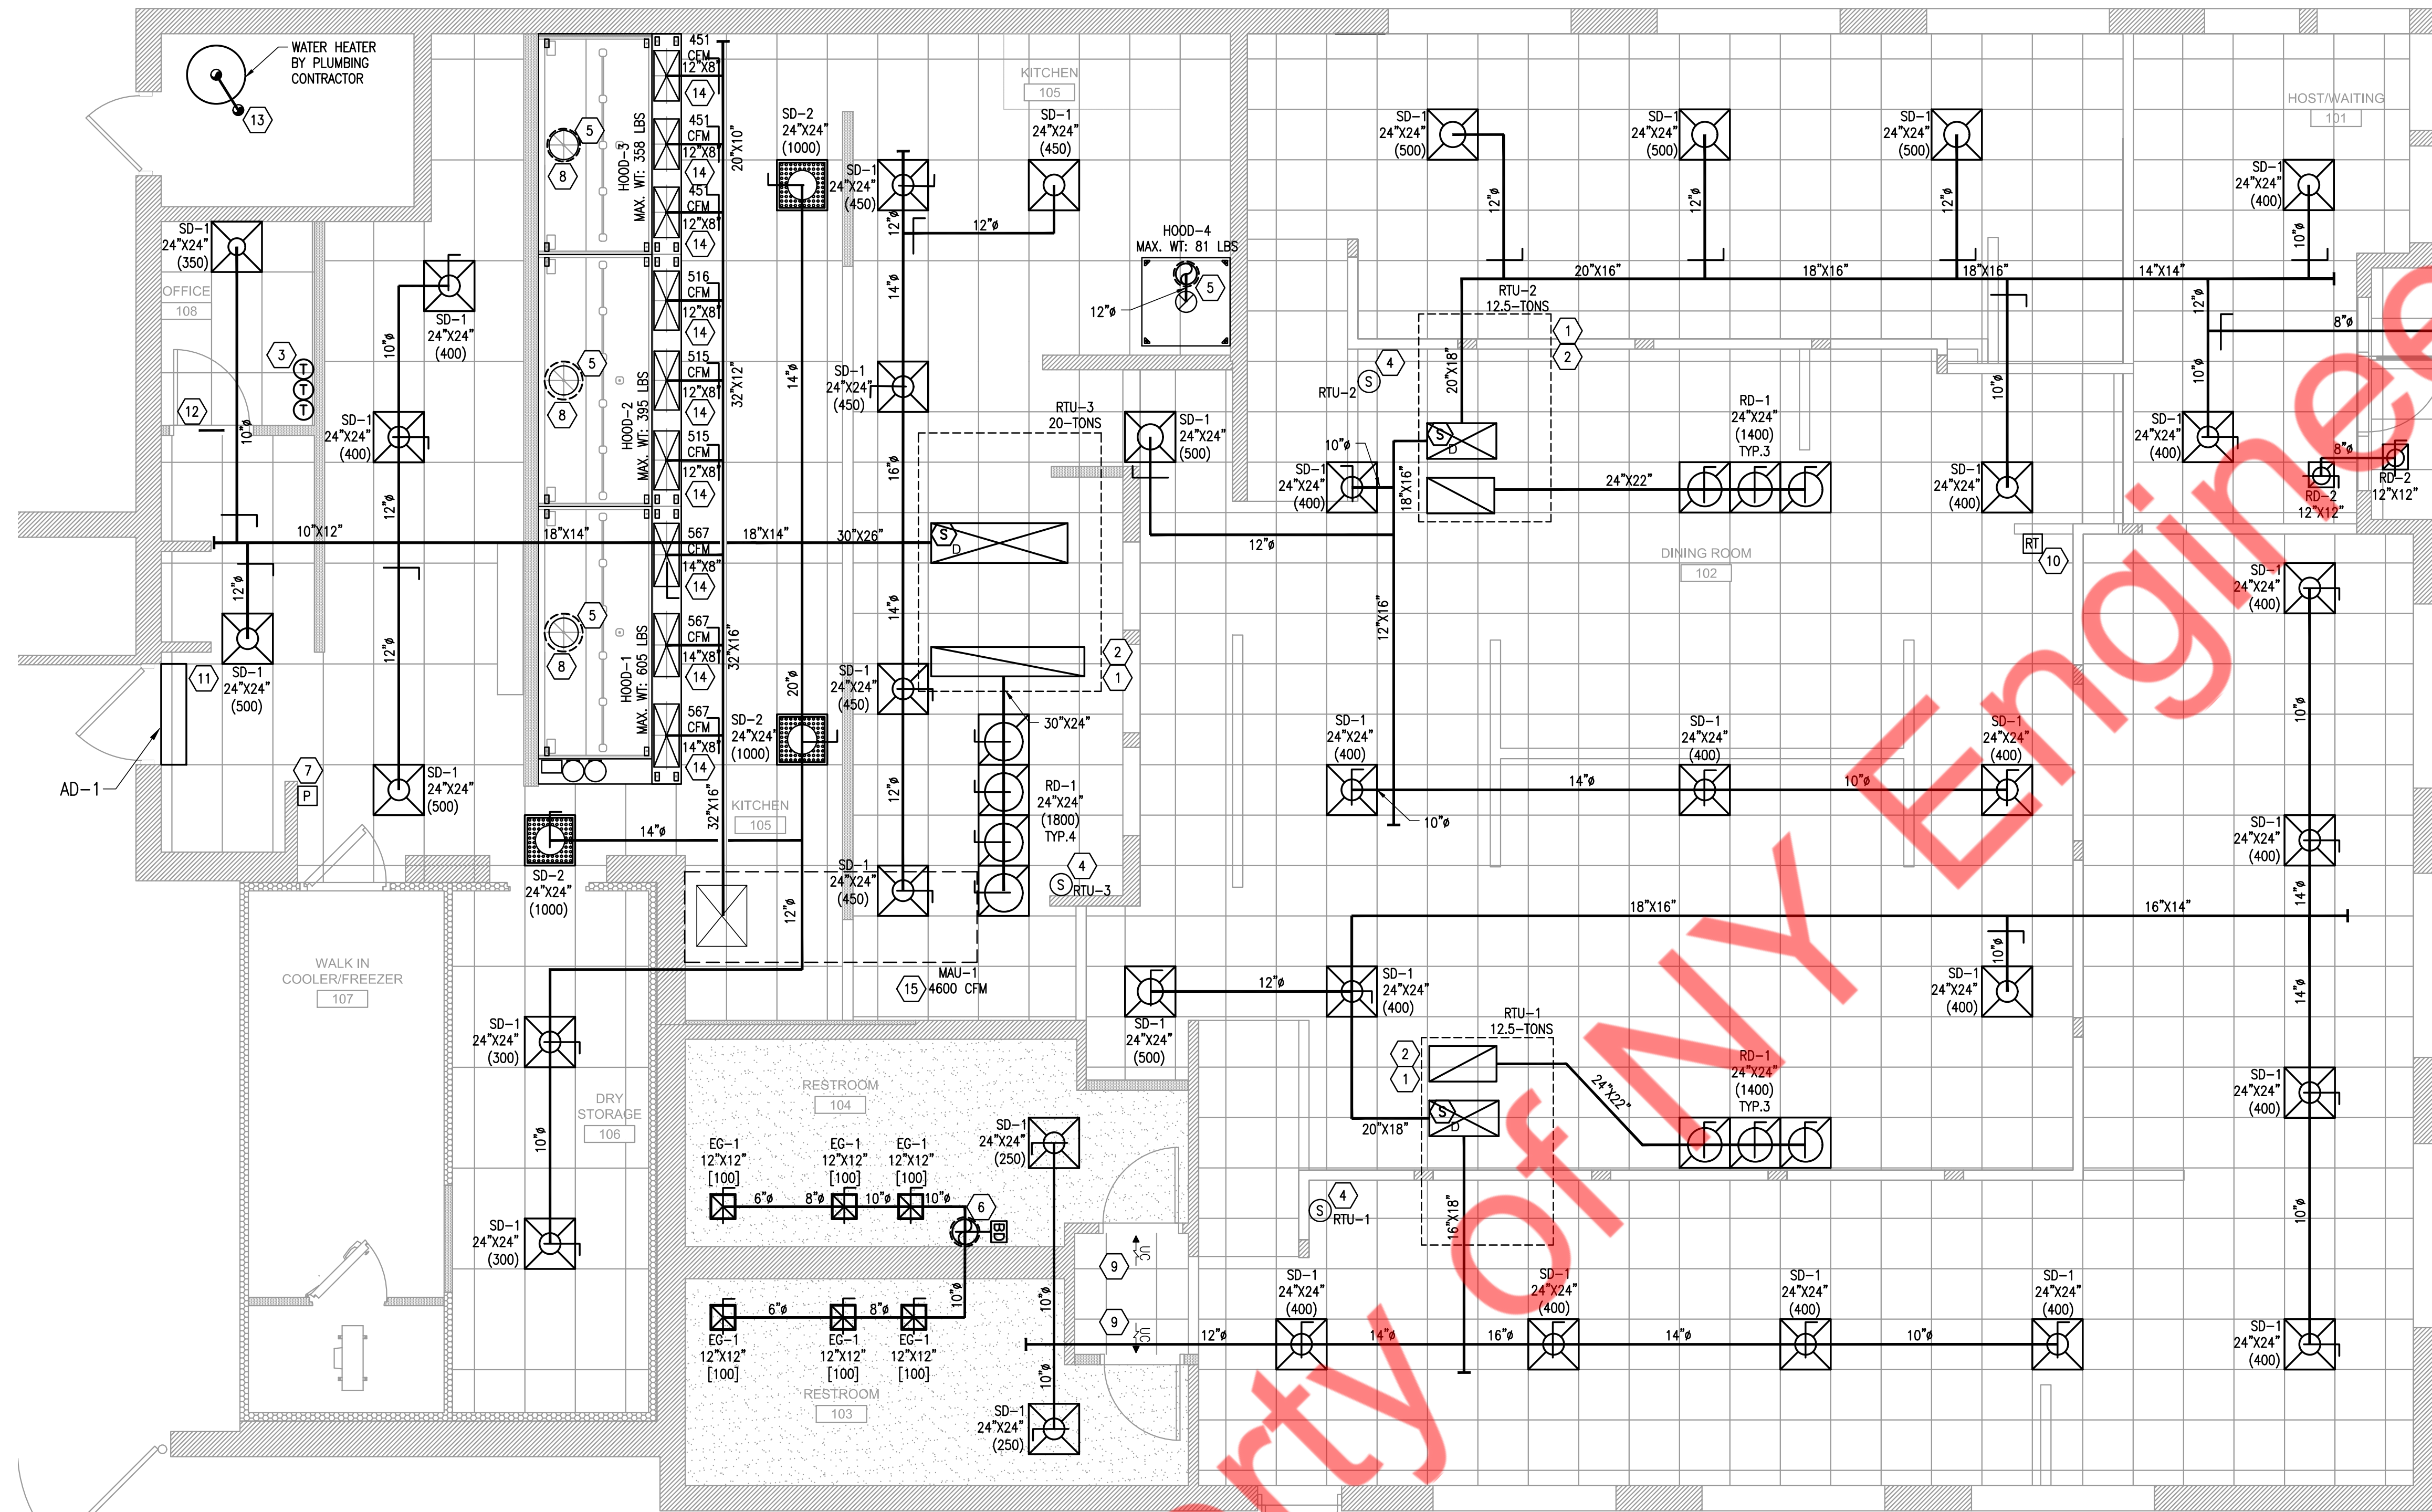 WATER HEATER
BY PLUMBING
CONTRACTOR
13
SD-1
24"X24"
(350)
OFFICE
108
3
T
T
T
12
10"ø
10"X12"
12"ø
SD-1
24"X24"
(500)
11
AD-1
7
P
SD-1
24"X24"
(400)
10"ø
SD-1
24"X24"
(400)
12"ø
12"ø
SD-1
24"X24"
(500)
18"X14"
18"X14"
30"X26"
5
8
HOOD-3
MAX. WT: 358 LBS
5
8
HOOD-2
MAX. WT: 395 LBS
5
8
HOOD-1
MAX. WT: 605 LBS
451
CFM
12"X8"
14
451
CFM
12"X8"
14
451
CFM
12"X8"
14
516
CFM
12"X8"
14
515
CFM
12"X8"
14
515
CFM
12"X8"
14
567
CFM
14"X8"
14
567
CFM
14"X8"
14
567
CFM
14"X8"
14
20"X10"
32"X12"
32"X16"
32"X16"
SD-2
24"X24"
(1000)
14"ø
20"ø
SD-2
24"X24"
(1000)
KITCHEN
105
14"ø
SD-2
24"X24"
(1000)
12"ø
KITCHEN
105
SD-1
24"X24"
(450)
SD-1
24"X24"
(450)
12"ø
12"ø
14"ø
SD-1
24"X24"
(450)
16"ø
14"ø
SD-1
24"X24"
(450)
12"ø
SD-1
24"X24"
(450)
HOOD-4
MAX. WT: 81 LBS
5
12"ø
RTU-3
20-TONS
S
D
2
1
30"X24"
RD-1
24"X24"
(1800)
TYP.4
4
S
RTU-3
MAU-1
15
4600 CFM
SD-1
24"X24"
(500)
12"ø
WALK IN
COOLER/FREEZER
107
DRY
STORAGE
106
SD-1
24"X24"
(300)
10"ø
SD-1
24"X24"
(300)
RESTROOM
104
EG-1
12"X12"
[100]
EG-1
12"X12"
[100]
EG-1
12"X12"
[100]
6"ø
8"ø
10"ø
10"ø
6
BD
10"ø
6"ø
8"ø
EG-1
12"X12"
[100]
EG-1
12"X12"
[100]
EG-1
12"X12"
[100]
RESTROOM
103
SD-1
24"X24"
(250)
10"ø
10"ø
SD-1
24"X24"
(250)
9
UC
9
UC
SD-1
24"X24"
(500)
SD-1
24"X24"
(500)
SD-1
24"X24"
(500)
12"ø
12"ø
12"ø
20"X16"
18"X16"
18"X16"
14"X14"
HOST/WAITING
101
SD-1
24"X24"
(400)
10"ø
12"ø
8"ø
10"ø
SD-1
24"X24"
(400)
8"ø
RD-2
12"X12"
RD-2
12"X12"
RTU-2
12.5-TONS
1
2
4
S
RTU-2
20"X18"
S
D
10"ø
18"X16"
SD-1
24"X24"
(400)
24"X22"
RD-1
24"X24"
(1400)
TYP.3
10"ø
SD-1
24"X24"
(400)
RT
10
DINING ROOM
102
12"X16"
SD-1
24"X24"
(400)
SD-1
24"X24"
(400)
SD-1
24"X24"
(400)
14"ø
10"ø
10"ø
18"X16"
16"X14"
SD-1
24"X24"
(500)
12"ø
SD-1
24"X24"
(400)
10"ø
SD-1
24"X24"
(400)
RTU-1
12.5-TONS
2
1
S
D
20"X18"
24"X22"
RD-1
24"X24"
(1400)
TYP.3
4
S
RTU-1
16"X18"
SD-1
24"X24"
(400)
SD-1
24"X24"
(400)
SD-1
24"X24"
(400)
SD-1
24"X24"
(400)
12"ø
14"ø
16"ø
14"ø
10"ø
SD-1
24"X24"
(400)
10"ø
SD-1
24"X24"
(400)
14"ø
14"ø
SD-1
24"X24"
(400)
10"ø
SD-1
24"X24"
(400)
erty of NY Enginee